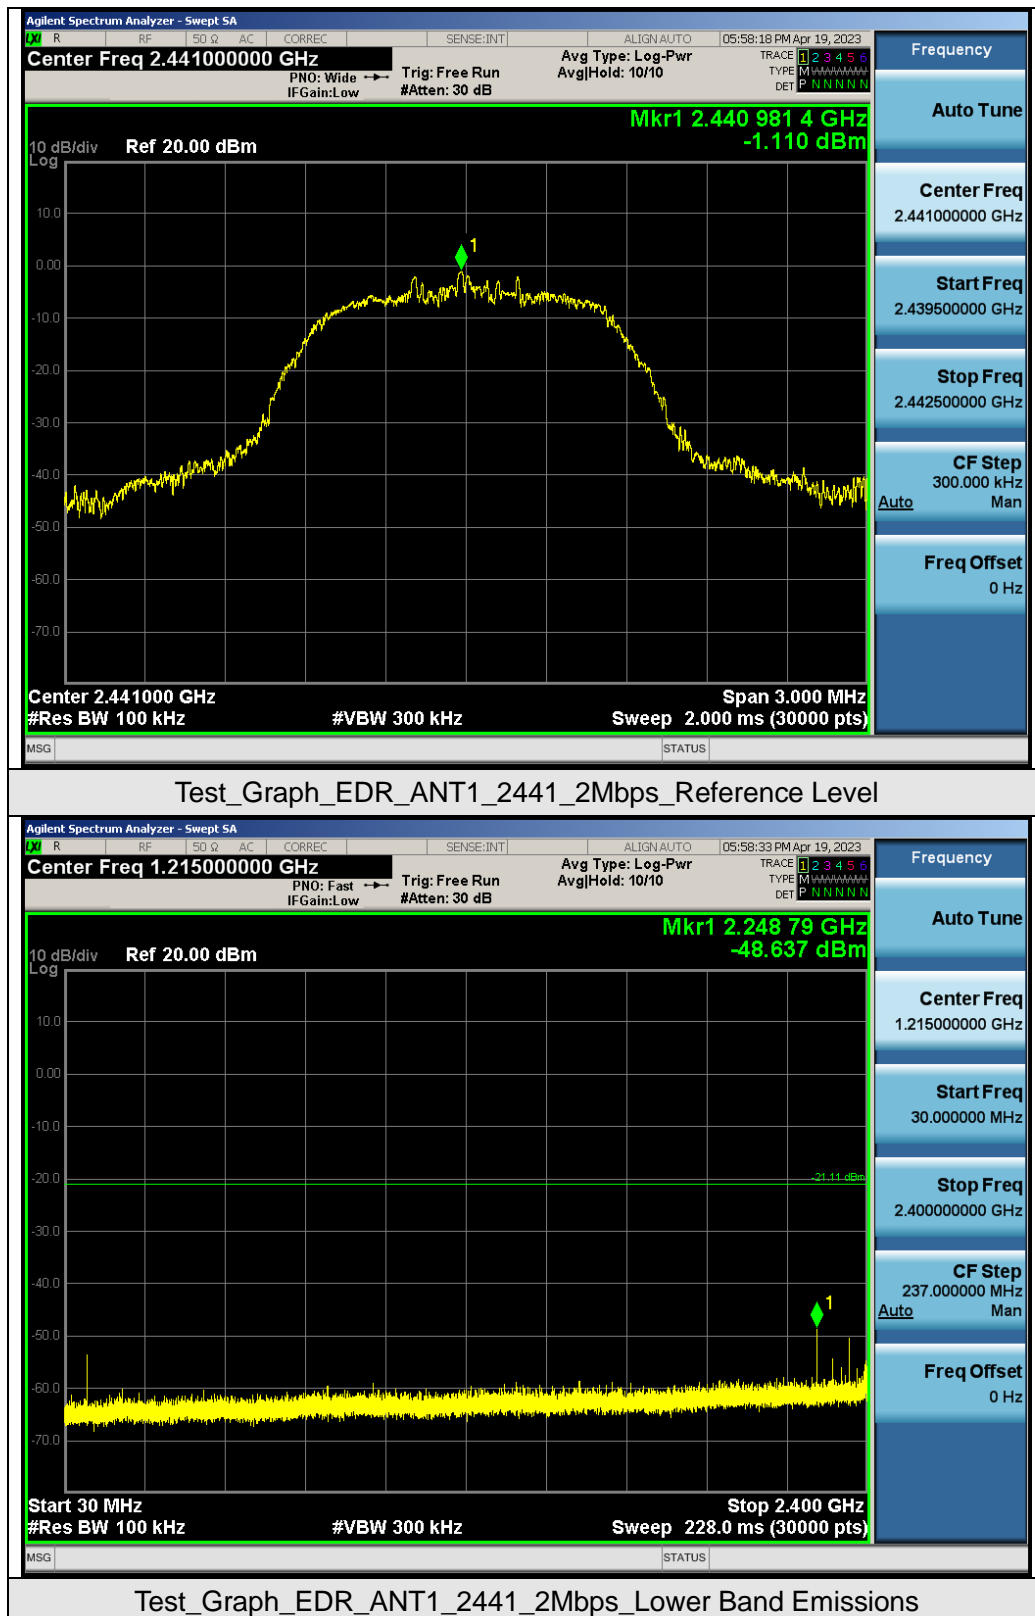 Agilent Spectrum Analyzer - Swept SA
LXI R RF 50 Ω AC CORREC SENSE:INT ALIGN AUTO 05:58:18 PM Apr 19, 2023
Center Freq 2.441000000 GHz
PNO: Wide
IFGain:Low
Trig: Free Run
#Atten: 30 dB
Avg Type: Log-Pwr
Avg|Hold: 10/10
TRACE 1 2 3 4 5 6
TYPE M
DET P N N N N N
Mkr1 2.440 981 4 GHz
-1.110 dBm
10 dB/div Ref 20.00 dBm
Log
10.0
0.00
-10.0
-20.0
-30.0
-40.0
-50.0
-60.0
-70.0
1
Center 2.441000 GHz Span 3.000 MHz
#Res BW 100 kHz #VBW 300 kHz Sweep 2.000 ms (30000 pts)
MSG STATUS
Frequency
Auto Tune
Center Freq
2.441000000 GHz
Start Freq
2.439500000 GHz
Stop Freq
2.442500000 GHz
CF Step
300.000 kHz
Auto Man
Freq Offset
0 Hz
Test_Graph_EDR_ANT1_2441_2Mbps_Reference Level
Agilent Spectrum Analyzer - Swept SA
LXI R RF 50 Ω AC CORREC SENSE:INT ALIGN AUTO 05:58:33 PM Apr 19, 2023
Center Freq 1.215000000 GHz
PNO: Fast
IFGain:Low
Trig: Free Run
#Atten: 30 dB
Avg Type: Log-Pwr
Avg|Hold: 10/10
TRACE 1 2 3 4 5 6
TYPE M
DET P N N N N N
Mkr1 2.248 79 GHz
-48.637 dBm
10 dB/div Ref 20.00 dBm
Log
10.0
0.00
-10.0
-20.0
-30.0
-40.0
-50.0
-60.0
-70.0
-21.11 dBm
1
Start 30 MHz Stop 2.400 GHz
#Res BW 100 kHz #VBW 300 kHz Sweep 228.0 ms (30000 pts)
MSG STATUS
Frequency
Auto Tune
Center Freq
1.215000000 GHz
Start Freq
30.000000 MHz
Stop Freq
2.400000000 GHz
CF Step
237.000000 MHz
Auto Man
Freq Offset
0 Hz
Test_Graph_EDR_ANT1_2441_2Mbps_Lower Band Emissions